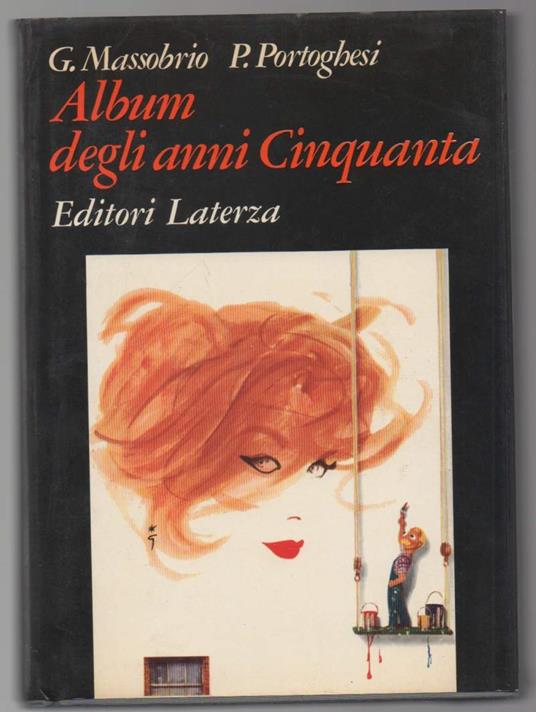 G. Massobrio P. Portoghesi
Album
degli anni Cinquanta
Editori Laterza